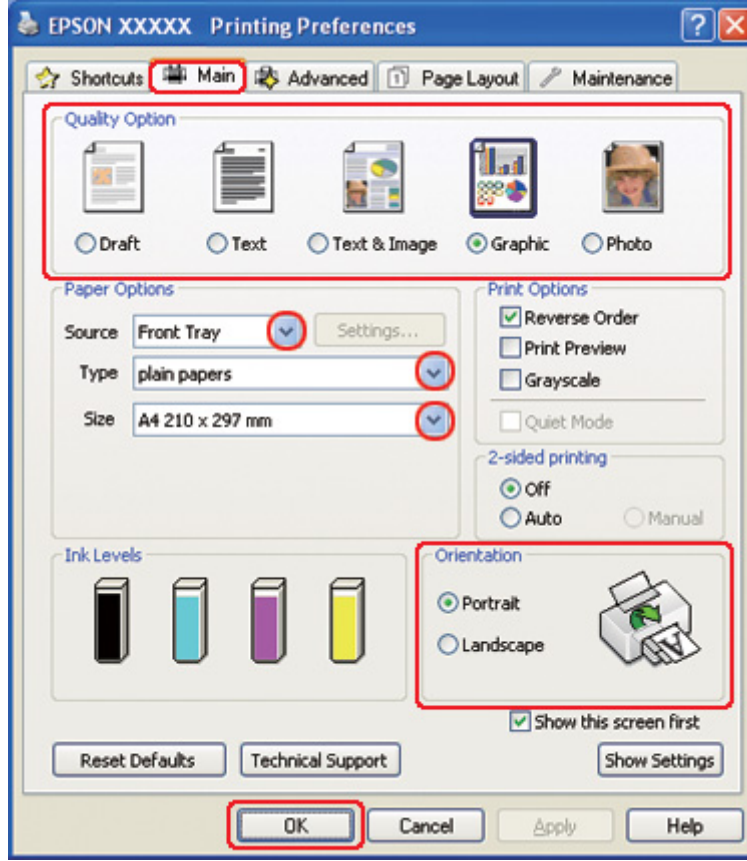 EPSON XXXXX Printing Preferences
Shortcuts Main Advanced Page Layout Maintenance
Quality Option
Draft Text Text & Image Graphic Photo
Paper Options
Source Front Tray Settings...
Type plain papers
Size A4 210 x 297 mm
Print Options
Reverse Order
Print Preview
Grayscale
Quiet Mode
2-sided printing
Off
Auto Manual
Ink Levels
Orientation
Portrait
Landscape
Show this screen first
Reset Defaults Technical Support Show Settings
OK Cancel Apply Help